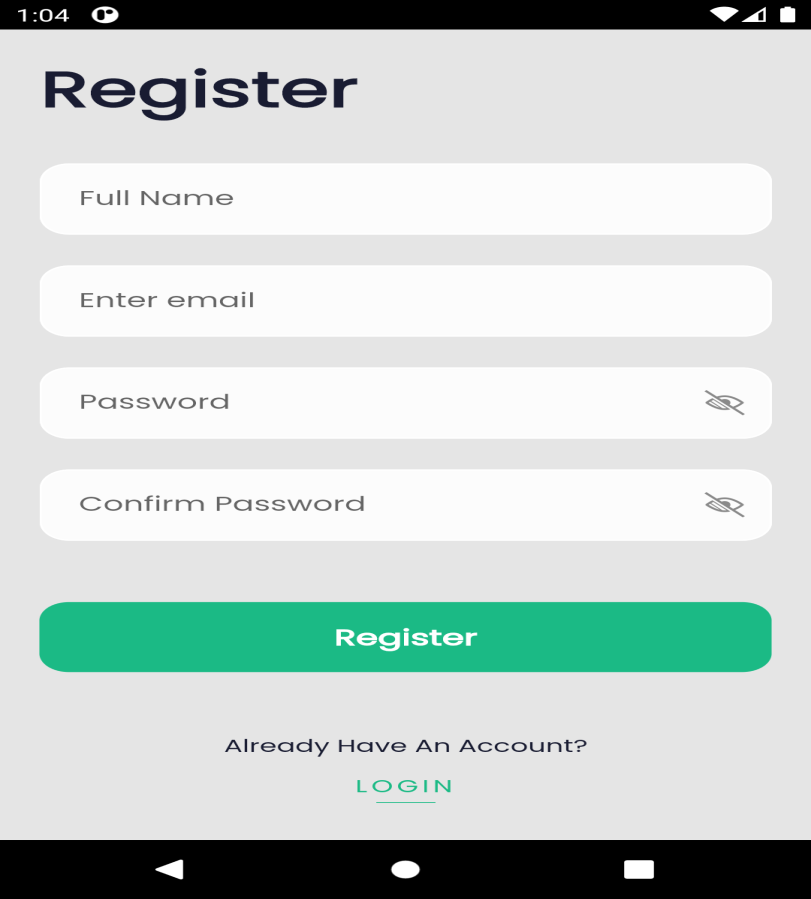 1:04
Register
Full Name
Enter email
Password
Confirm Password
Register
Already Have An Account?
LOGIN